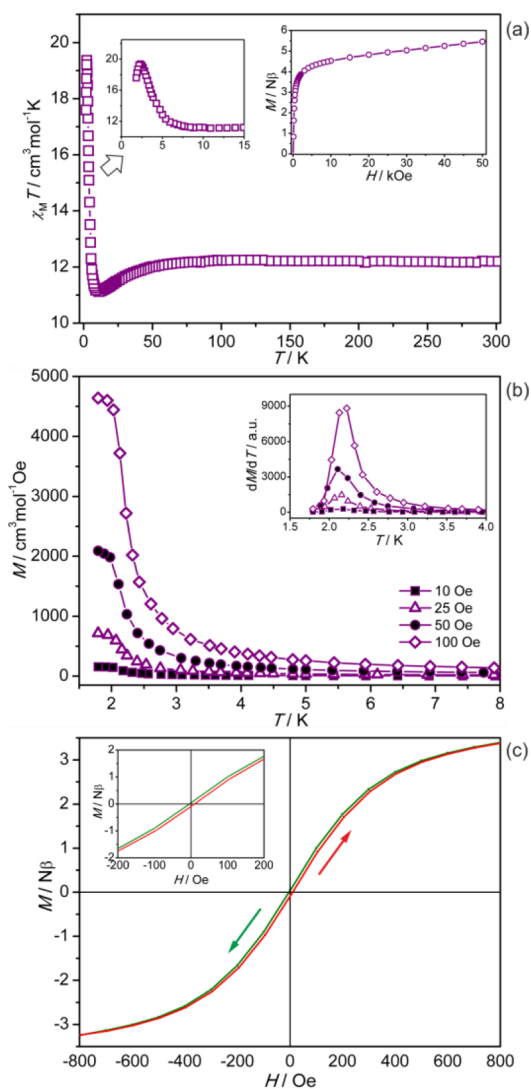 (a)
χMT / cm3mol-1K
20
18
16
14
12
10
0 50 100 150 200 250 300
T / K
20
16
12
0 5 10 15
M / Nβ
6
5
4
3
2
1
0
0 10 20 30 40 50
H / kOe
(b)
M / cm3mol-1Oe
5000
4000
3000
2000
1000
0
2 3 4 5 6 7 8
T / K
dM/dT / a.u.
9000
6000
3000
0
1.5 2.0 2.5 3.0 3.5 4.0
T / K
10 Oe
25 Oe
50 Oe
100 Oe
(c)
M / Nβ
3
2
1
0
-1
-2
-3
-800 -600 -400 -200 0 200 400 600 800
H / Oe
M / Nβ
2
1
0
-1
-2
-200 -100 0 100 200
H / Oe